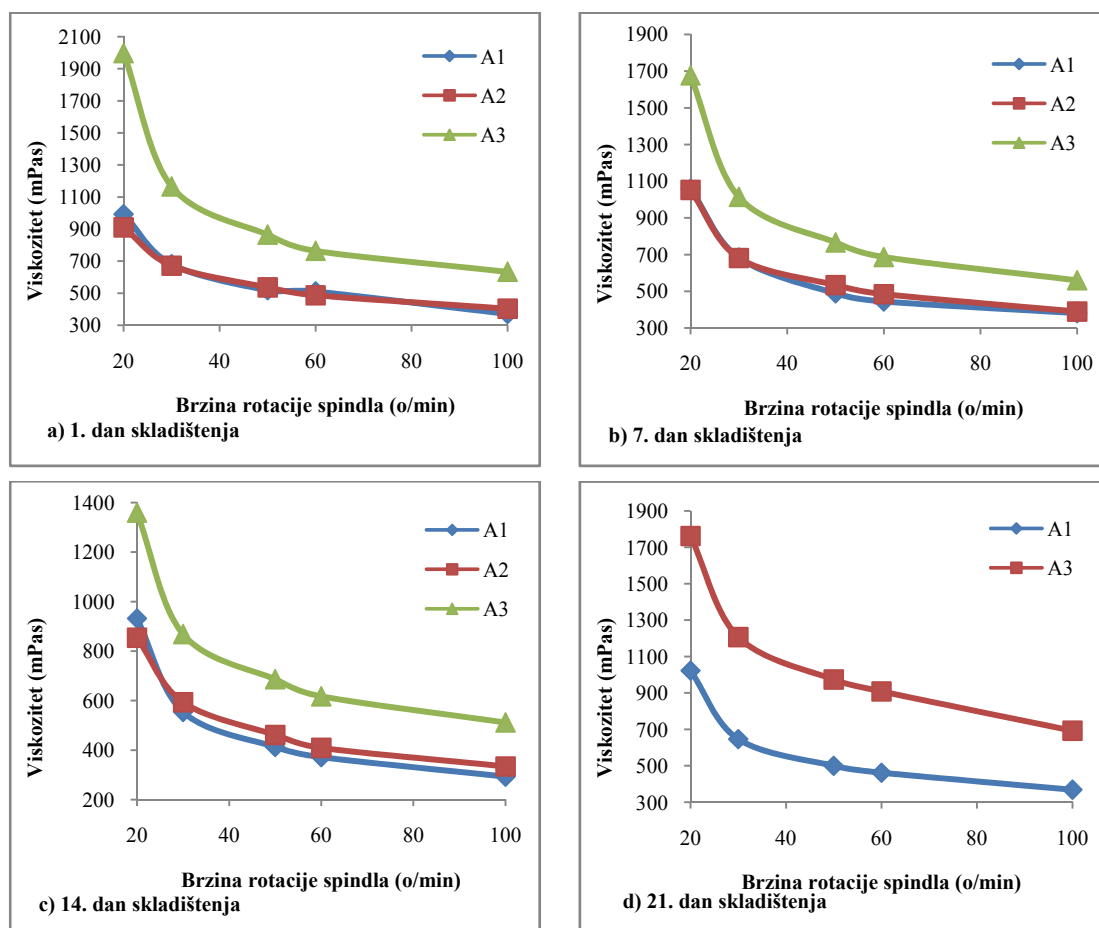 2100
1900
1700
1500
1300
1100
900
700
500
300
Viskozitet (mPas)
A1
A2
A3
20 40 60 80 100
Brzina rotacije spindla (o/min)
a) 1. dan skladištenja
1900
1700
1500
1300
1100
900
700
500
300
Viskozitet (mPas)
A1
A2
A3
20 40 60 80 100
Brzina rotacije spindla (o/min)
b) 7. dan skladištenja
1400
1200
1000
800
600
400
200
Viskozitet (mPas)
A1
A2
A3
20 40 60 80 100
Brzina rotacije spindla (o/min)
c) 14. dan skladištenja
1900
1700
1500
1300
1100
900
700
500
300
Viskozitet (mPas)
A1
A3
20 40 60 80 100
Brzina rotacije spindla (o/min)
d) 21. dan skladištenja